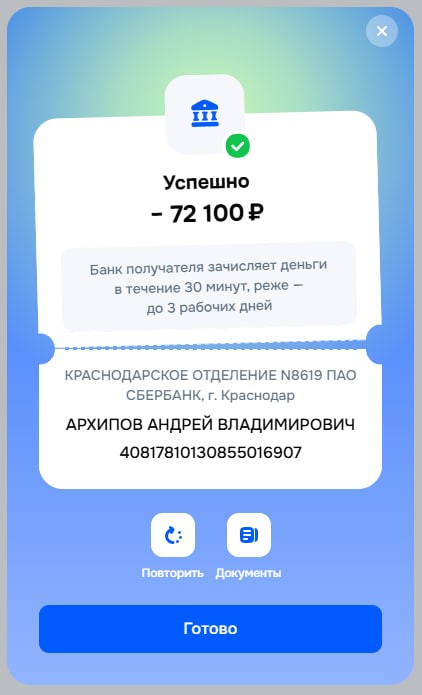 Успешно
− 72 100 ₽
Банк получателя зачисляет деньги
в течение 30 минут, реже —
до 3 рабочих дней
КРАСНОДАРСКОЕ ОТДЕЛЕНИЕ N8619 ПАО
СБЕРБАНК, г. Краснодар
АРХИПОВ АНДРЕЙ ВЛАДИМИРОВИЧ
40817810130855016907
Повторить Документы
Готово